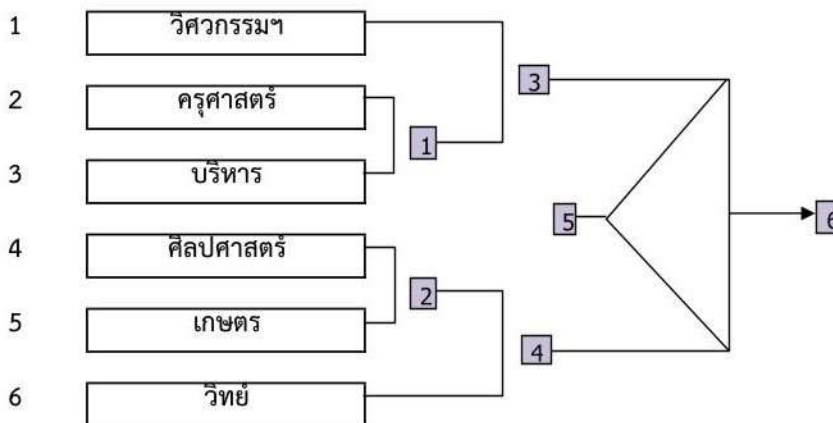 1 วิศวกรรมฯ
3
2 ครุศาสตร์
1
3 บริหาร
5
6
4 ศิลปศาสตร์
2
5 เกษตร
4
6 วิทย์